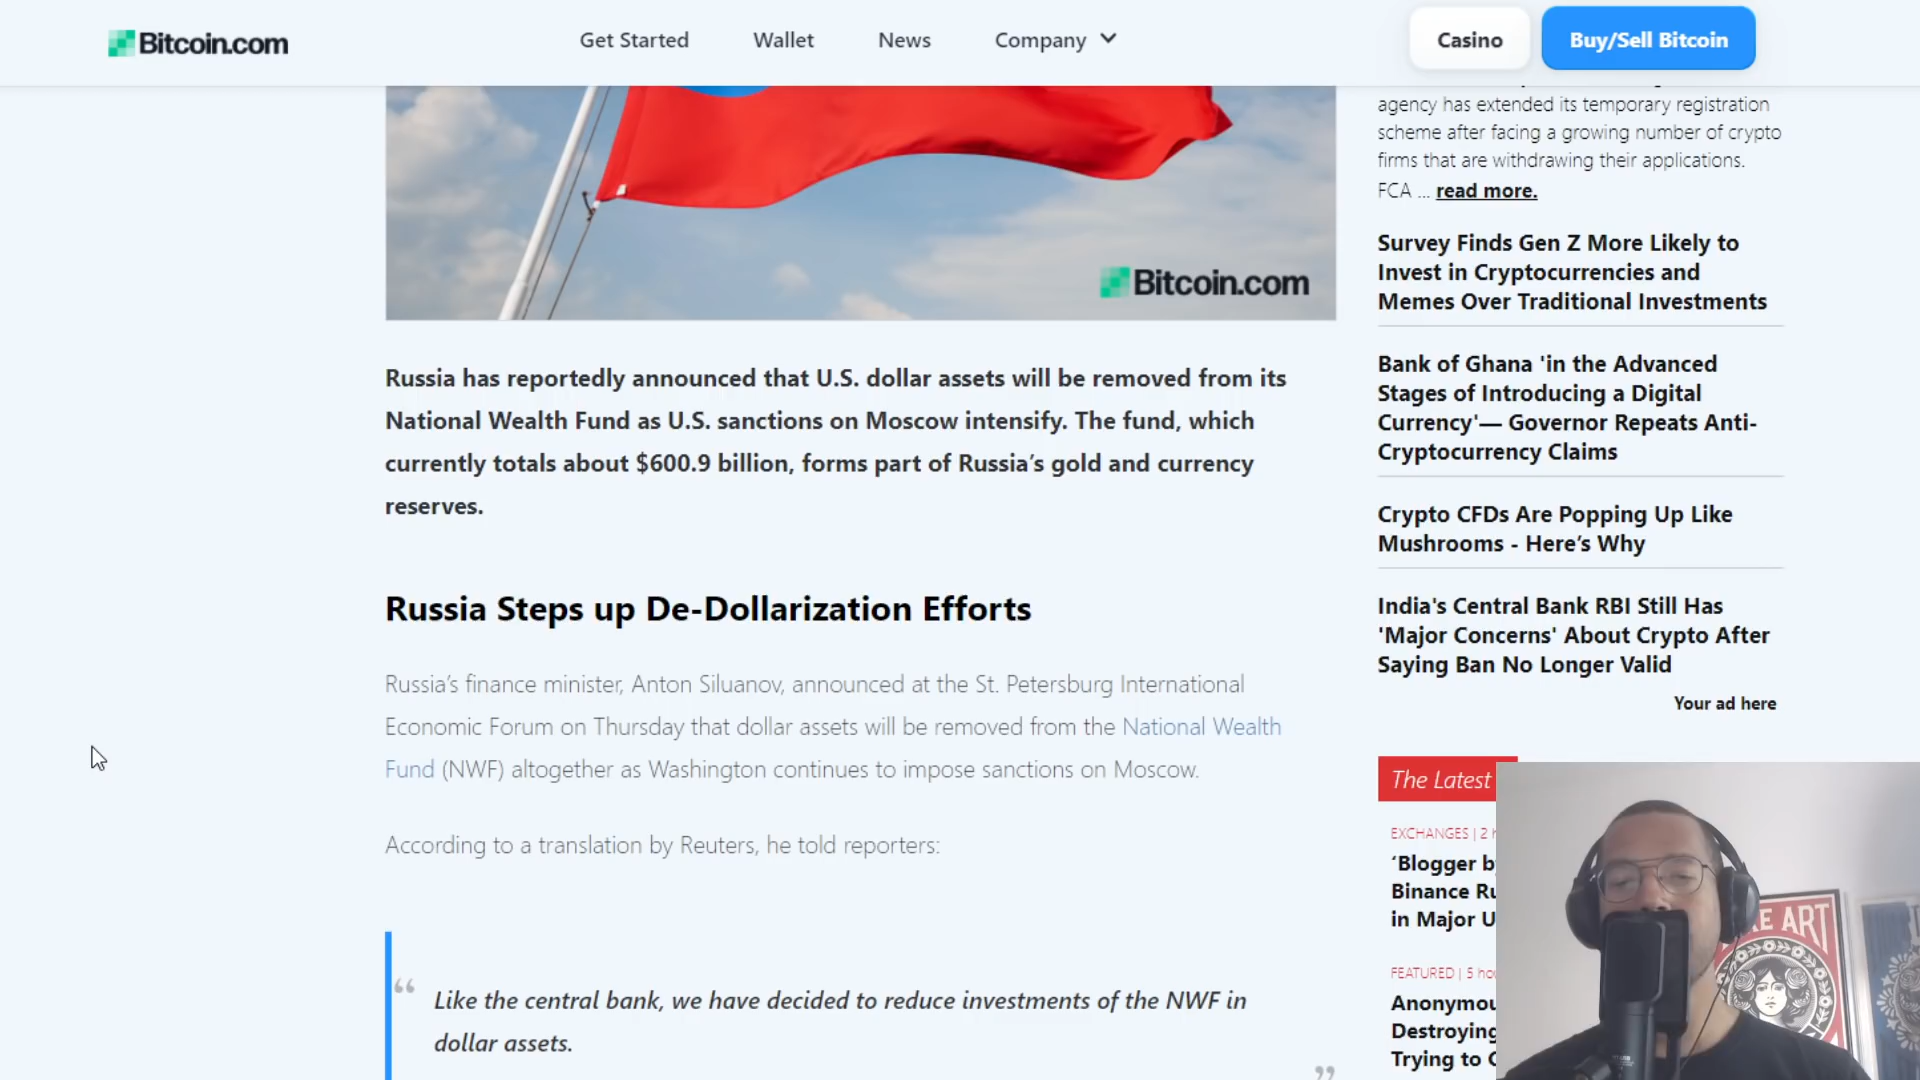 Bitcoin.com
Get Started
Wallet
News
Company
Casino
Buy/Sell Bitcoin
Bitcoin.com
Russia has reportedly announced that U.S. dollar assets will be removed from its
National Wealth Fund as U.S. sanctions on Moscow intensify. The fund, which
currently totals about $600.9 billion, forms part of Russia’s gold and currency
reserves.
Russia Steps up De-Dollarization Efforts
Russia’s finance minister, Anton Siluanov, announced at the St. Petersburg International
Economic Forum on Thursday that dollar assets will be removed from the National Wealth
Fund (NWF) altogether as Washington continues to impose sanctions on Moscow.
According to a translation by Reuters, he told reporters:
“
Like the central bank, we have decided to reduce investments of the NWF in
dollar assets.
”
agency has extended its temporary registration
scheme after facing a growing number of crypto
firms that are withdrawing their applications.
FCA ... read more.
Survey Finds Gen Z More Likely to
Invest in Cryptocurrencies and
Memes Over Traditional Investments
Bank of Ghana 'in the Advanced
Stages of Introducing a Digital
Currency'— Governor Repeats Anti-
Cryptocurrency Claims
Crypto CFDs Are Popping Up Like
Mushrooms - Here’s Why
India's Central Bank RBI Still Has
'Major Concerns' About Crypto After
Saying Ban No Longer Valid
Your ad here
The Latest
EXCHANGES | 2
‘Blogger b
Binance Ru
in Major U
FEATURED | 5 hou
Anonymou
Destroying
Trying to
ART